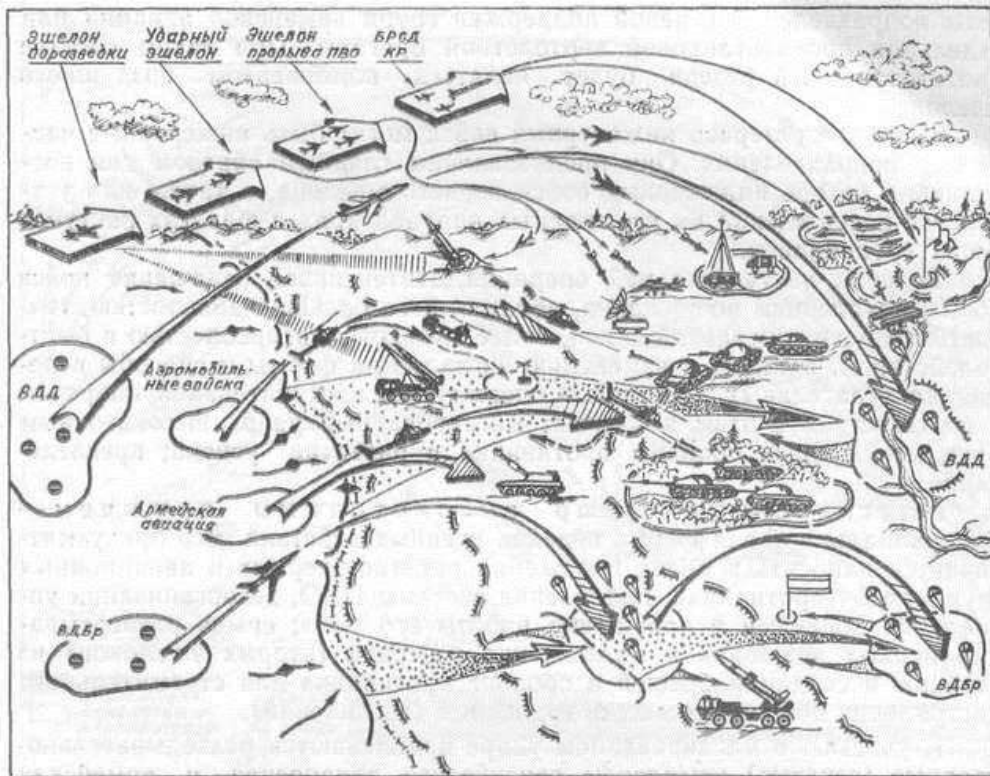 Эшелон
доразведки
Ударный
эшелон
Эшелон
прорыва пво
бред
кр
ВДД
Аэромобиль-
ные войска
ВДД
Армейская
авиация
ВДБр
ВДБр